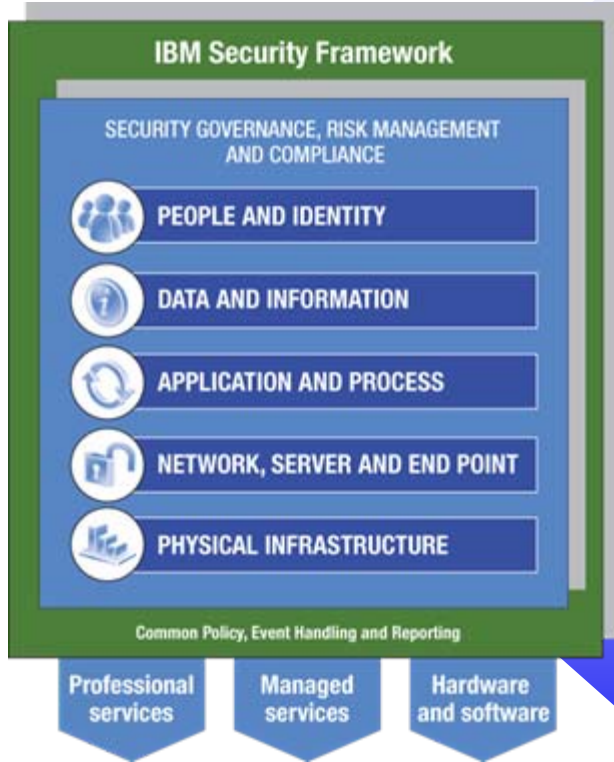 IBM Security Framework
SECURITY GOVERNANCE, RISK MANAGEMENT
AND COMPLIANCE
PEOPLE AND IDENTITY
DATA AND INFORMATION
APPLICATION AND PROCESS
NETWORK, SERVER AND END POINT
PHYSICAL INFRASTRUCTURE
Common Policy, Event Handling and Reporting
Professional
services
Managed
services
Hardware
and software